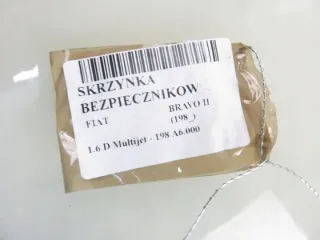 SKRZYNKA
BEZPIECZNIKOW
FIAT BRAVO II
(198_)
1.6 D Multijet - 198 A6.000